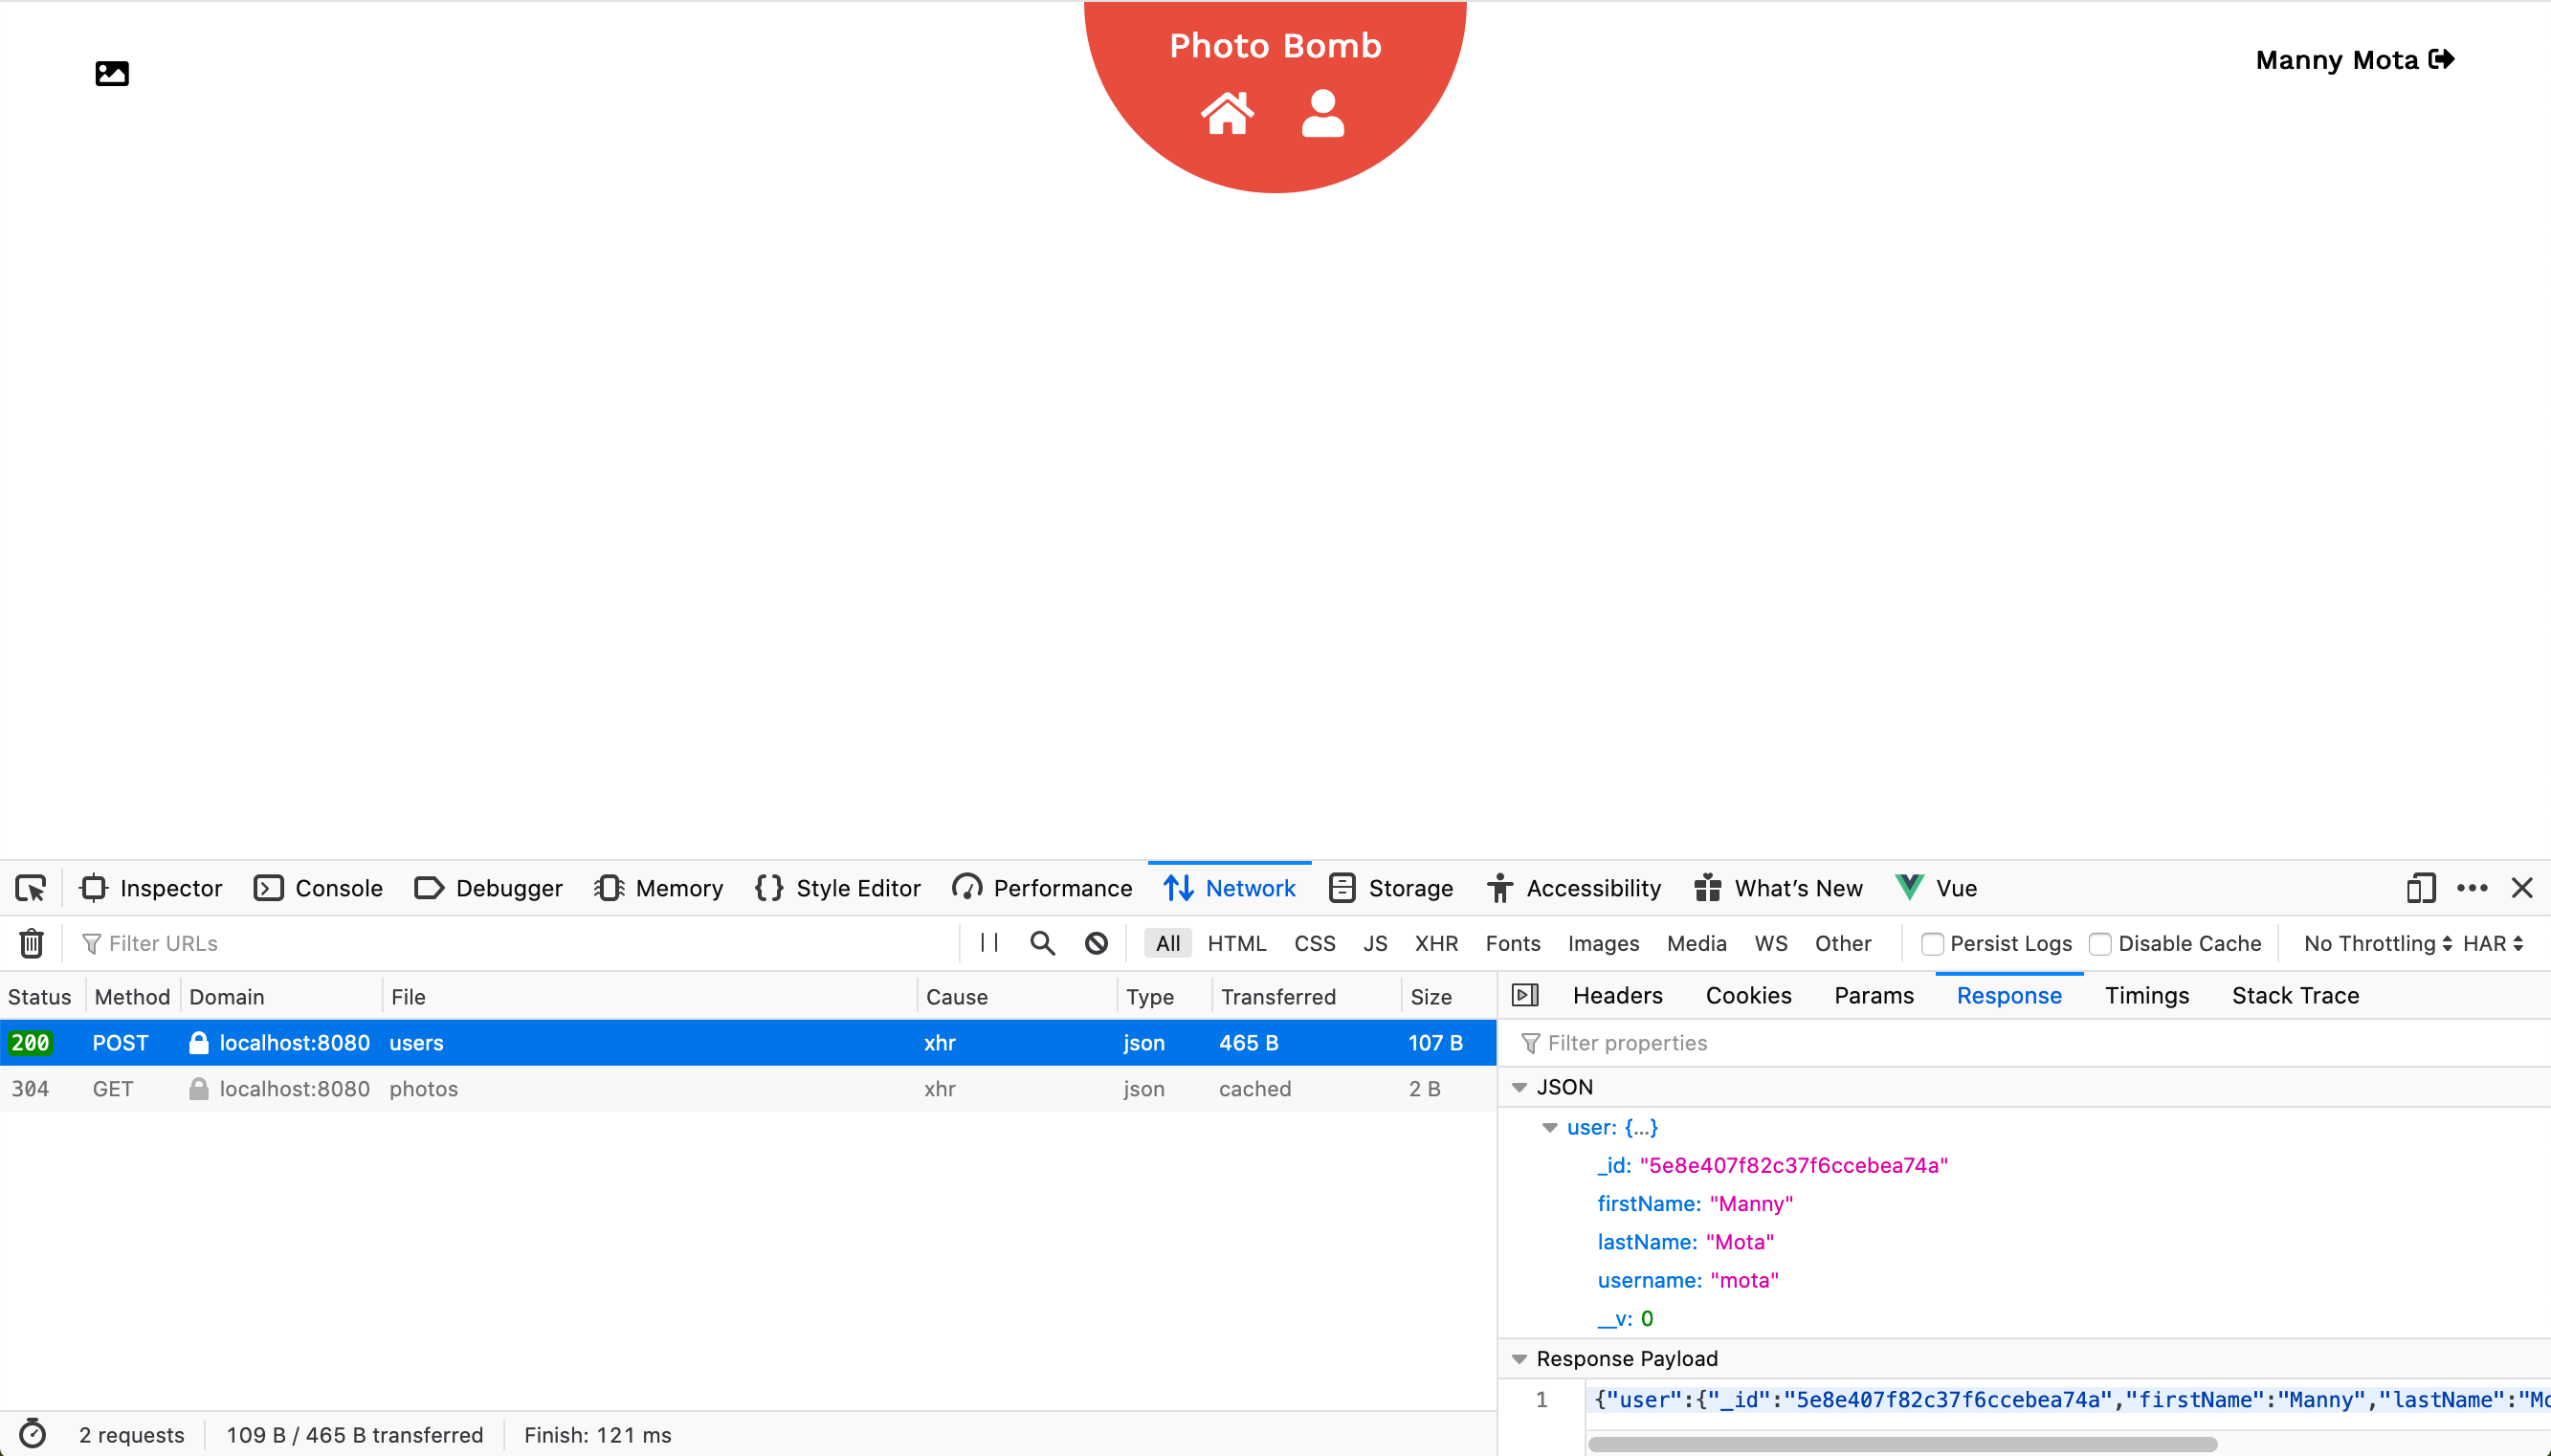 Photo Bomb
Manny Mota
Inspector Console Debugger Memory Style Editor Performance Network Storage Accessibility What's New Vue
Filter URLs All HTML CSS JS XHR Fonts Images Media WS Other Persist Logs Disable Cache No Throttling HAR
Status Method Domain File Cause Type Transferred Size
200 POST localhost:8080 users xhr json 465 B 107 B
304 GET localhost:8080 photos xhr json cached 2 B
Headers Cookies Params Response Timings Stack Trace
Filter properties
JSON
user: {…}
_id: "5e8e407f82c37f6ccebea74a"
firstName: "Manny"
lastName: "Mota"
username: "mota"
__v: 0
Response Payload
1 {"user":{"_id":"5e8e407f82c37f6ccebea74a","firstName":"Manny","lastName":"Mo
2 requests 109 B / 465 B transferred Finish: 121 ms